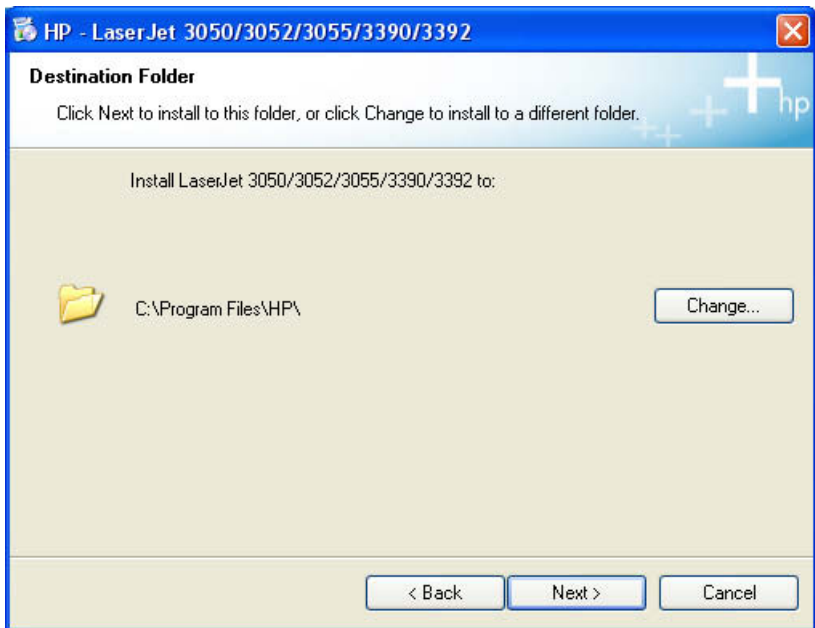 HP - LaserJet 3050/3052/3055/3390/3392
Destination Folder
Click Next to install to this folder, or click Change to install to a different folder.
hp
Install LaserJet 3050/3052/3055/3390/3392 to:
C:\Program Files\HP\
Change...
< Back
Next >
Cancel